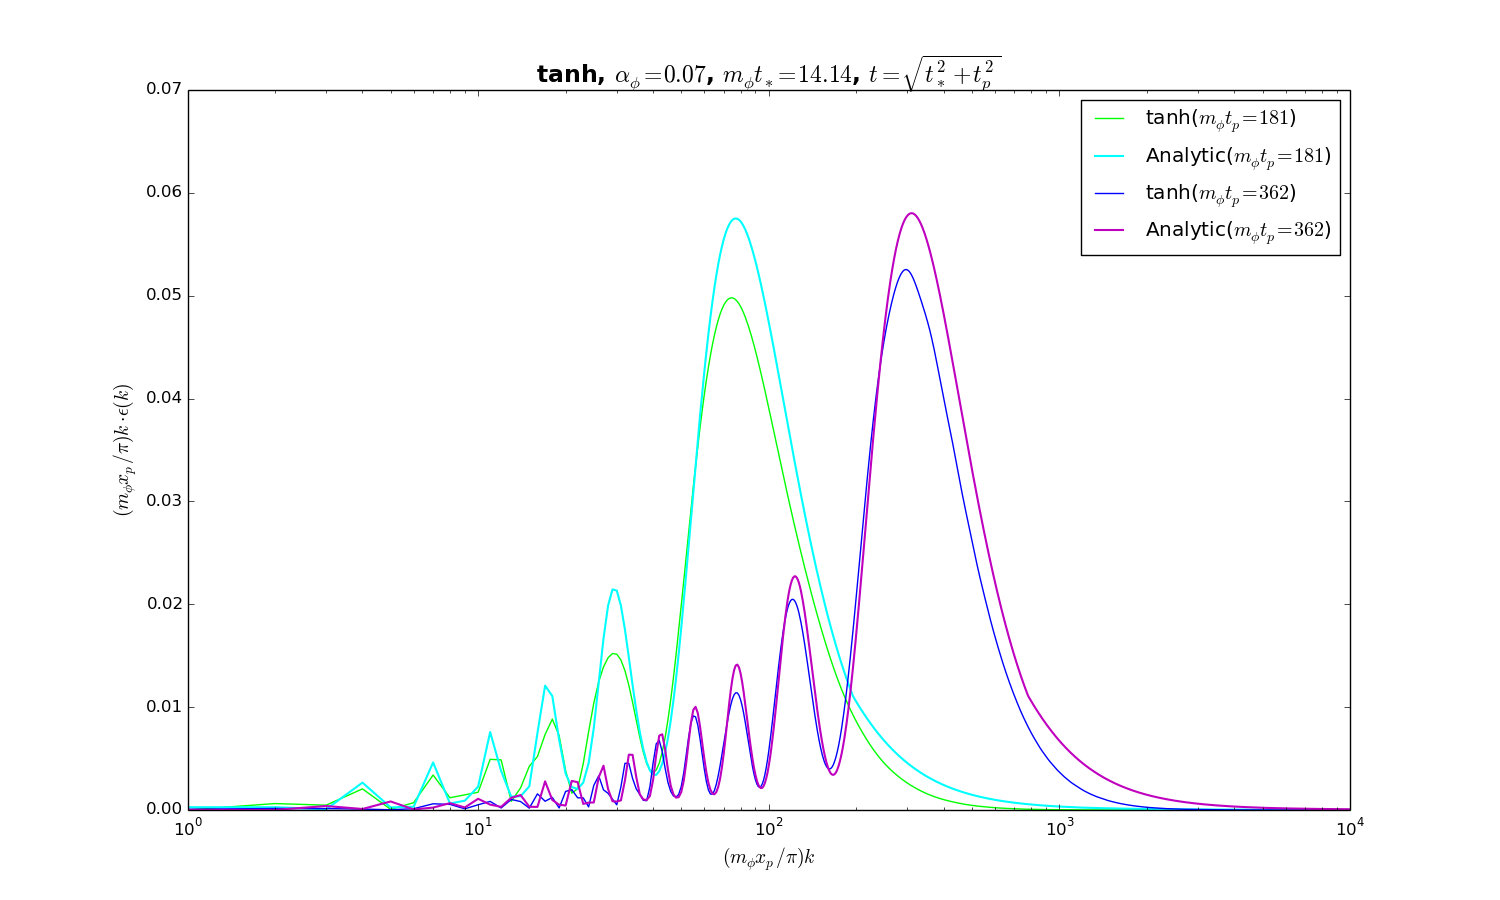 tanh, α_ϕ=0.07, m_ϕt_*=14.14, t=√(t_*^2+t_p^2)
0.07
0.06
0.05
0.04
0.03
0.02
0.01
0.00
(m_ϕx_p/π)k·ϵ(k)
tanh(m_ϕt_p=181)
Analytic(m_ϕt_p=181)
tanh(m_ϕt_p=362)
Analytic(m_ϕt_p=362)
10^0 10^1 10^2 10^3 10^4
(m_ϕx_p/π)k